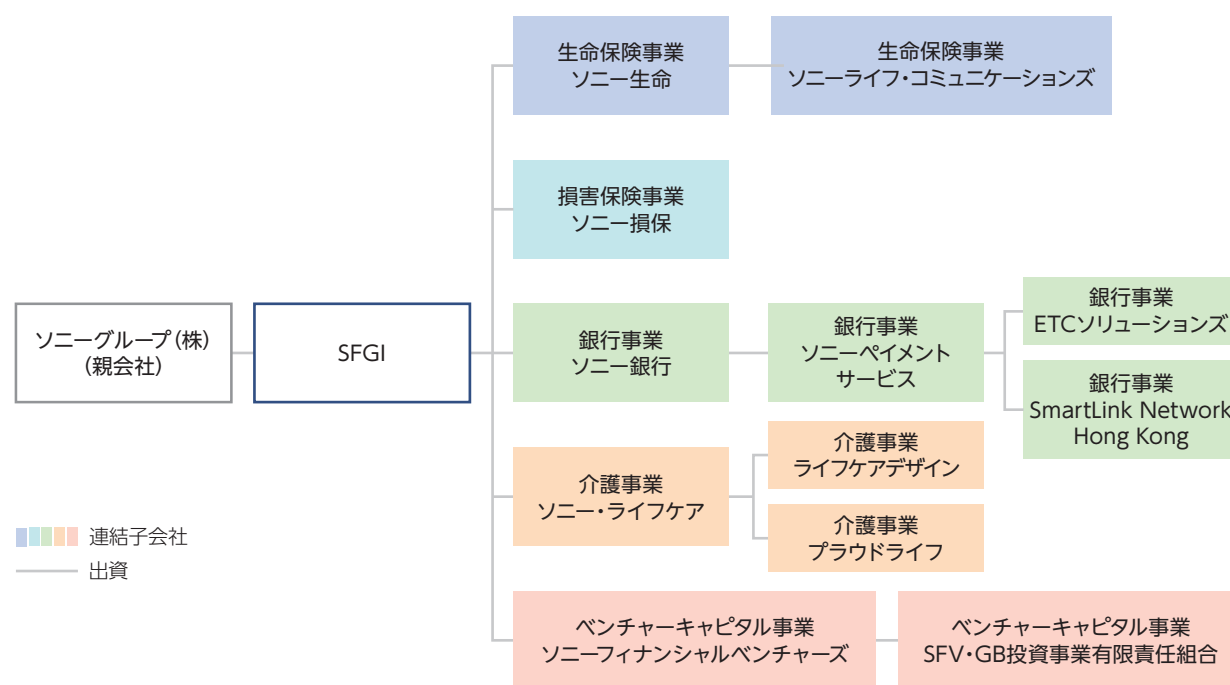 生命保険事業
ソニー生命
生命保険事業
ソニーライフ・コミュニケーションズ
損害保険事業
ソニー損保
ソニーグループ(株)
(親会社)
SFGI
銀行事業
ソニー銀行
銀行事業
ソニーペイメント
サービス
銀行事業
ETCソリューションズ
銀行事業
SmartLink Network
Hong Kong
介護事業
ソニー・ライフケア
介護事業
ライフケアデザイン
介護事業
プラウドライフ
連結子会社
出資
ベンチャーキャピタル事業
ソニーフィナンシャルベンチャーズ
ベンチャーキャピタル事業
SFV・GB投資事業有限責任組合